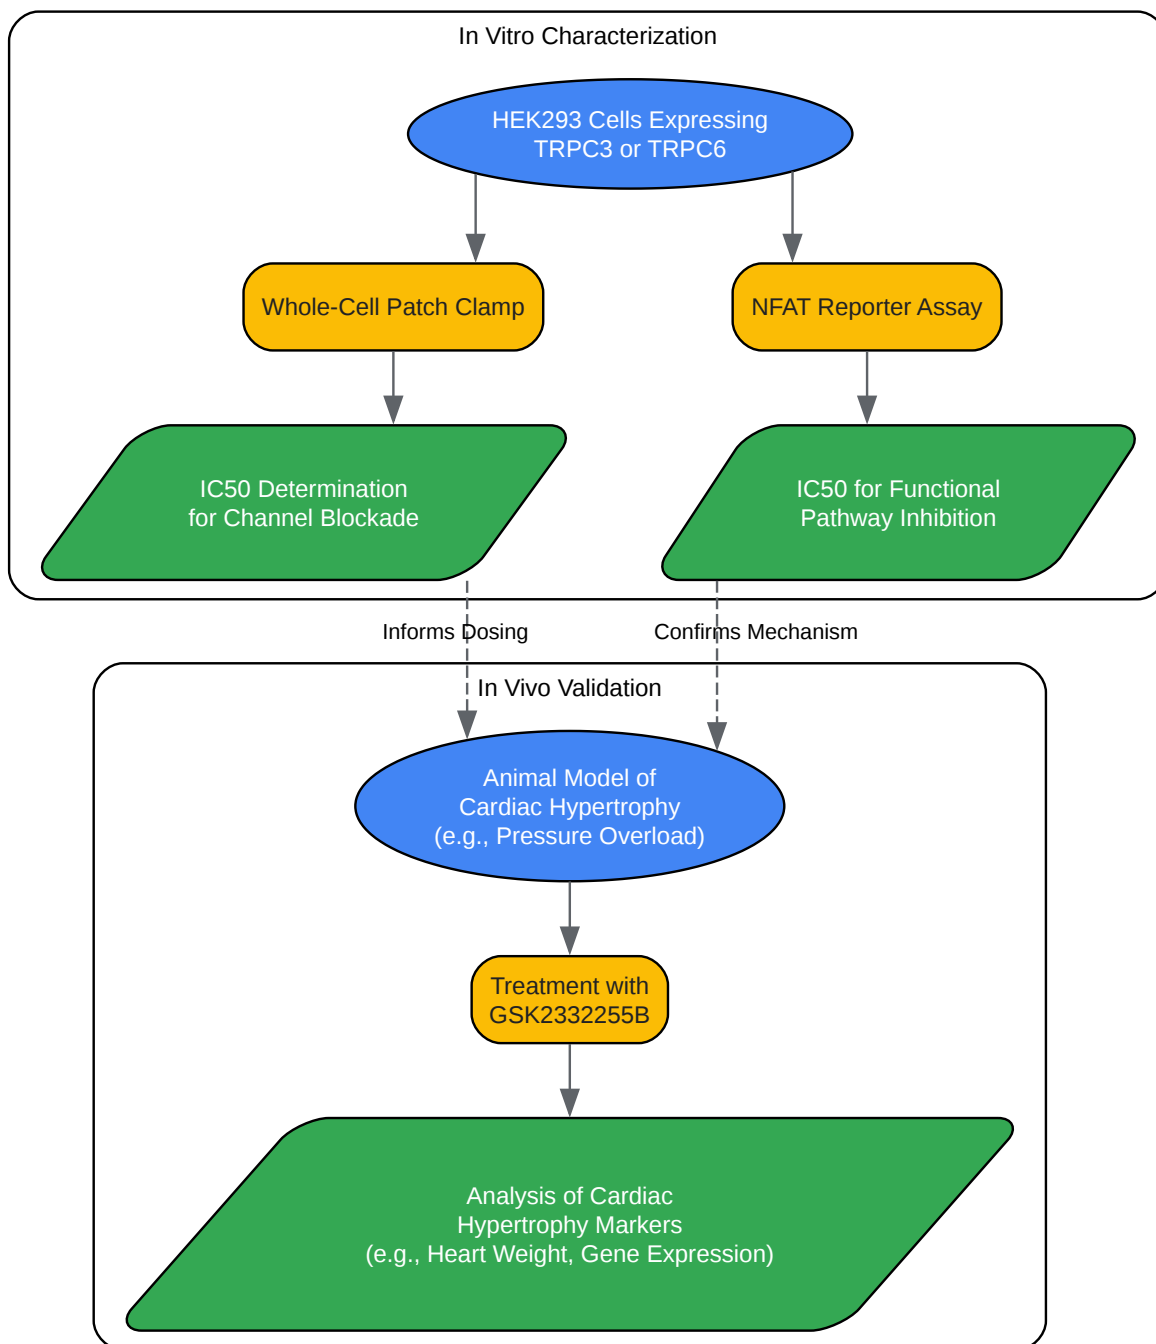 In Vitro Characterization
HEK293 Cells Expressing
TRPC3 or TRPC6
Whole-Cell Patch Clamp
NFAT Reporter Assay
IC50 Determination
for Channel Blockade
IC50 for Functional
Pathway Inhibition
Informs Dosing
Confirms Mechanism
In Vivo Validation
Animal Model of
Cardiac Hypertrophy
(e.g., Pressure Overload)
Treatment with
GSK2332255B
Analysis of Cardiac
Hypertrophy Markers
(e.g., Heart Weight, Gene Expression)